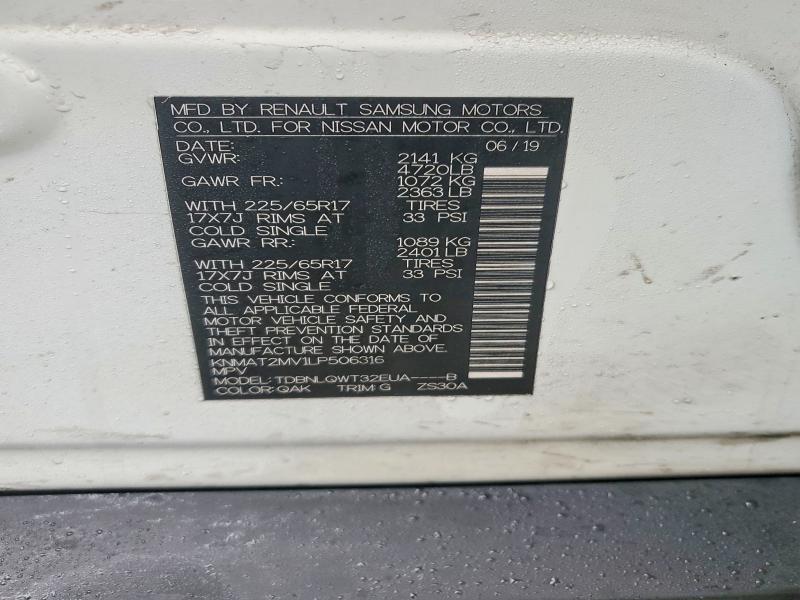 MFD BY RENAULT SAMSUNG MOTORS
CO., LTD. FOR NISSAN MOTOR CO., LTD.
DATE: 06/19
GVWR: 2141 KG
4720LB
GAWR FR.: 1072 KG
2363 LB
WITH 225/65R17 TIRES
17X7J RIMS AT 33 PSI
COLD SINGLE
GAWR RR.: 1089 KG
2401 LB
WITH 225/65R17 TIRES
17X7J RIMS AT 33 PSI
COLD SINGLE
THIS VEHICLE CONFORMS TO
ALL APPLICABLE FEDERAL
MOTOR VEHICLE SAFETY AND
THEFT PREVENTION STANDARDS
IN EFFECT ON THE DATE OF
MANUFACTURE SHOWN ABOVE.
KNMAT2MV1LP506316
MPV
MODEL: TDBNLQWT32EUA----B
COLOR: QAK TRIM: G ZS30A